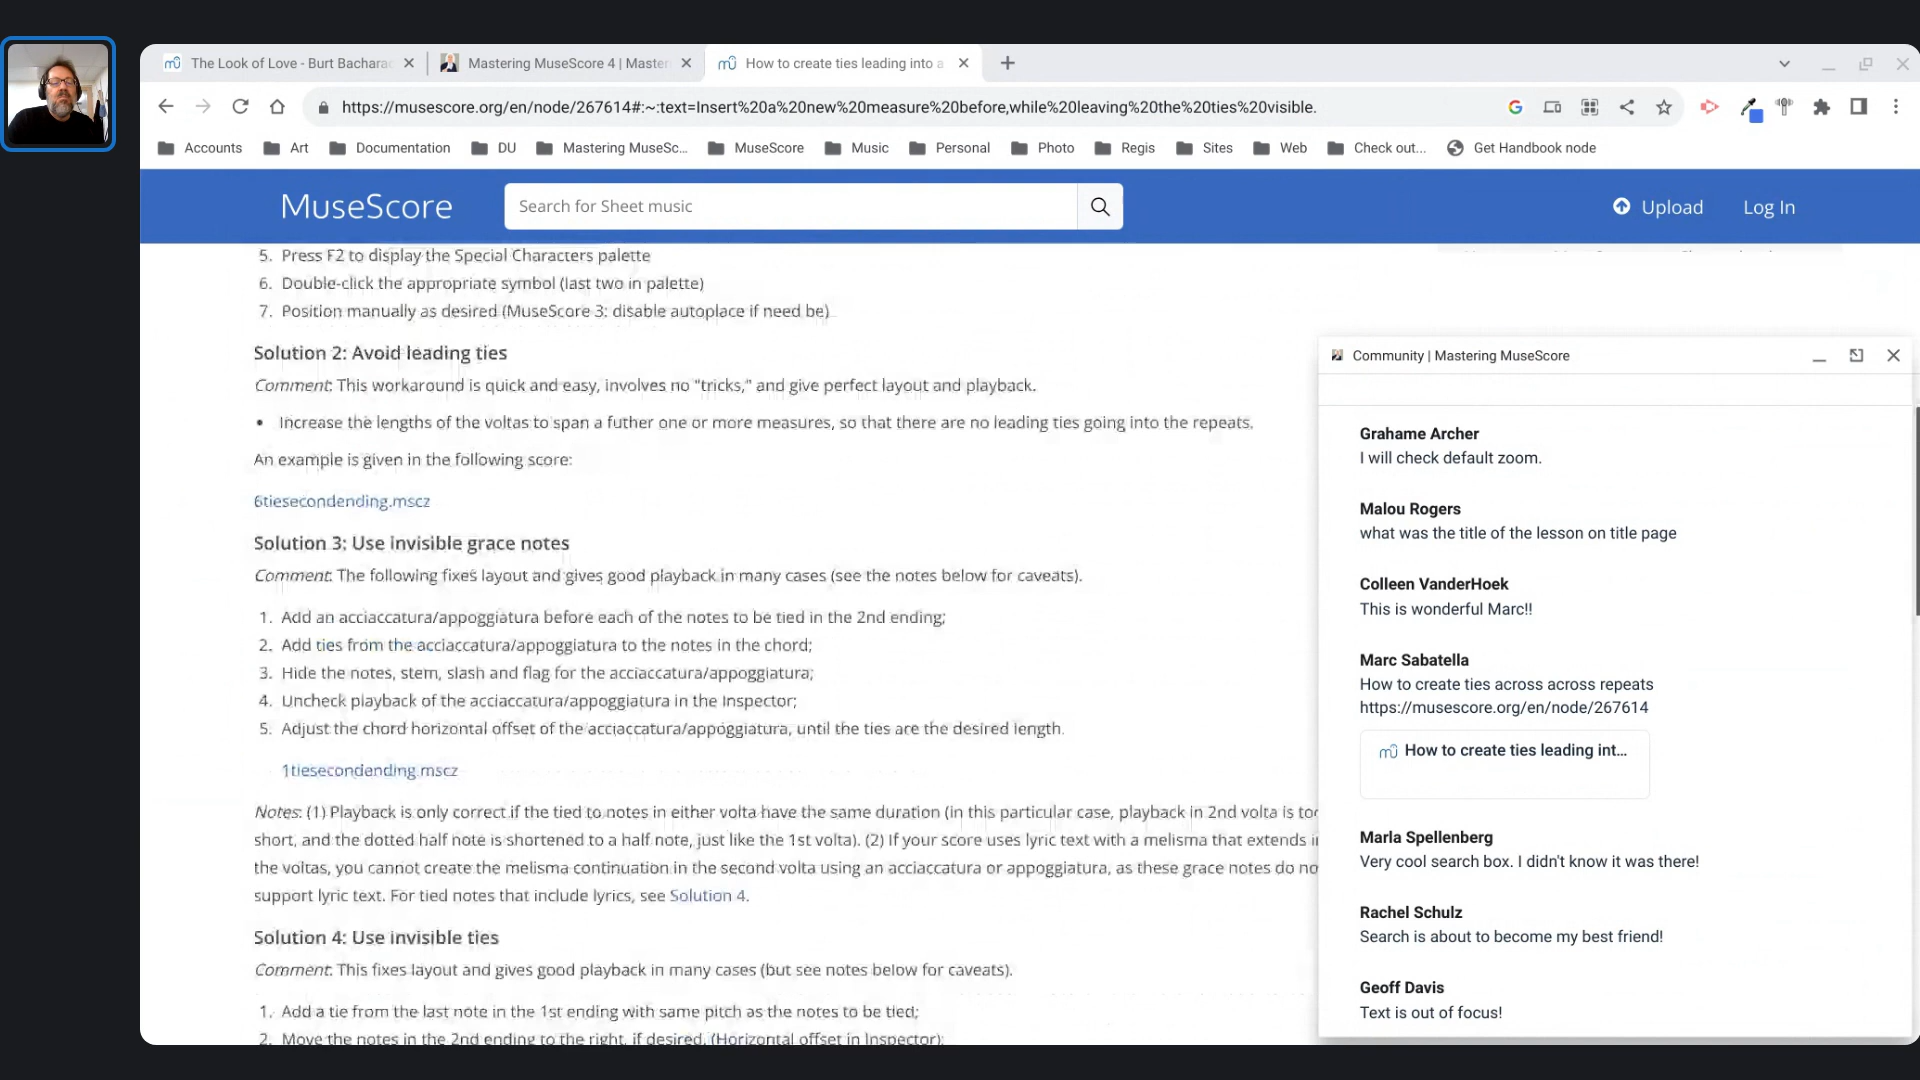 The Look of Love - Burt Bacharac
Mastering MuseScore 4 | Master
How to create ties leading into a
https://musescore.org/en/node/267614#:~:text=Insert%20a%20new%20measure%20before,while%20leaving%20the%20ties%20visible.
Accounts Art Documentation DU Mastering MuseSc... MuseScore Music Personal Photo Regis Sites Web Check out... Get Handbook node
MuseScore
Search for Sheet music
Upload
Log In
5. Press F2 to display the Special Characters palette
6. Double-click the appropriate symbol (last two in palette)
7. Position manually as desired (MuseScore 3: disable autoplace if need be)
Solution 2: Avoid leading ties
Comment: This workaround is quick and easy, involves no "tricks," and give perfect layout and playback.
• Increase the lengths of the voltas to span a futher one or more measures, so that there are no leading ties going into the repeats.
An example is given in the following score:
6tiesecondending.mscz
Solution 3: Use invisible grace notes
Comment: The following fixes layout and gives good playback in many cases (see the notes below for caveats).
1. Add an acciaccatura/appoggiatura before each of the notes to be tied in the 2nd ending;
2. Add ties from the acciaccatura/appoggiatura to the notes in the chord;
3. Hide the notes, stem, slash and flag for the acciaccatura/appoggiatura;
4. Uncheck playback of the acciaccatura/appoggiatura in the Inspector;
5. Adjust the chord horizontal offset of the acciaccatura/appoggiatura, until the ties are the desired length.
1tiesecondending.mscz
Notes: (1) Playback is only correct if the tied to notes in either volta have the same duration (in this particular case, playback in 2nd volta is too
short, and the dotted half note is shortened to a half note, just like the 1st volta). (2) If your score uses lyric text with a melisma that extends i
the voltas, you cannot create the melisma continuation in the second volta using an acciaccatura or appoggiatura, as these grace notes do no
support lyric text. For tied notes that include lyrics, see Solution 4.
Solution 4: Use invisible ties
Comment: This fixes layout and gives good playback in many cases (but see notes below for caveats).
1. Add a tie from the last note in the 1st ending with same pitch as the notes to be tied;
2. Move the notes in the 2nd ending to the right, if desired, (Horizontal offset in Inspector);
Community | Mastering MuseScore
Grahame Archer
I will check default zoom.
Malou Rogers
what was the title of the lesson on title page
Colleen VanderHoek
This is wonderful Marc!!
Marc Sabatella
How to create ties across across repeats
https://musescore.org/en/node/267614
How to create ties leading int...
Marla Spellenberg
Very cool search box. I didn't know it was there!
Rachel Schulz
Search is about to become my best friend!
Geoff Davis
Text is out of focus!